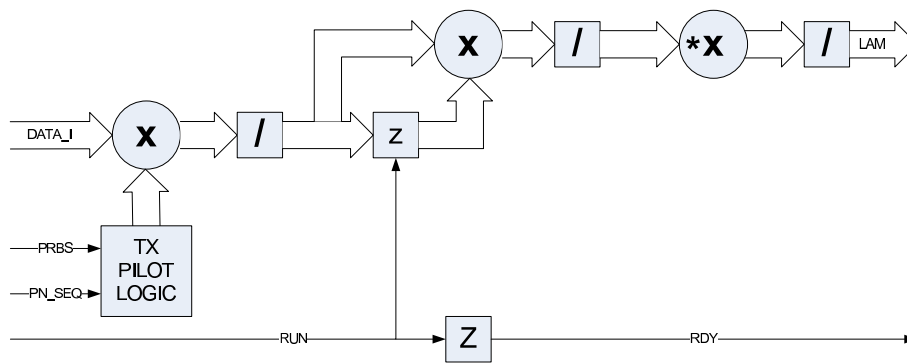 x
/
*x
/
LAM
DATA_I
x
/
z
PRBS
PN_SEQ
TX
PILOT
LOGIC
RUN
Z
RDY